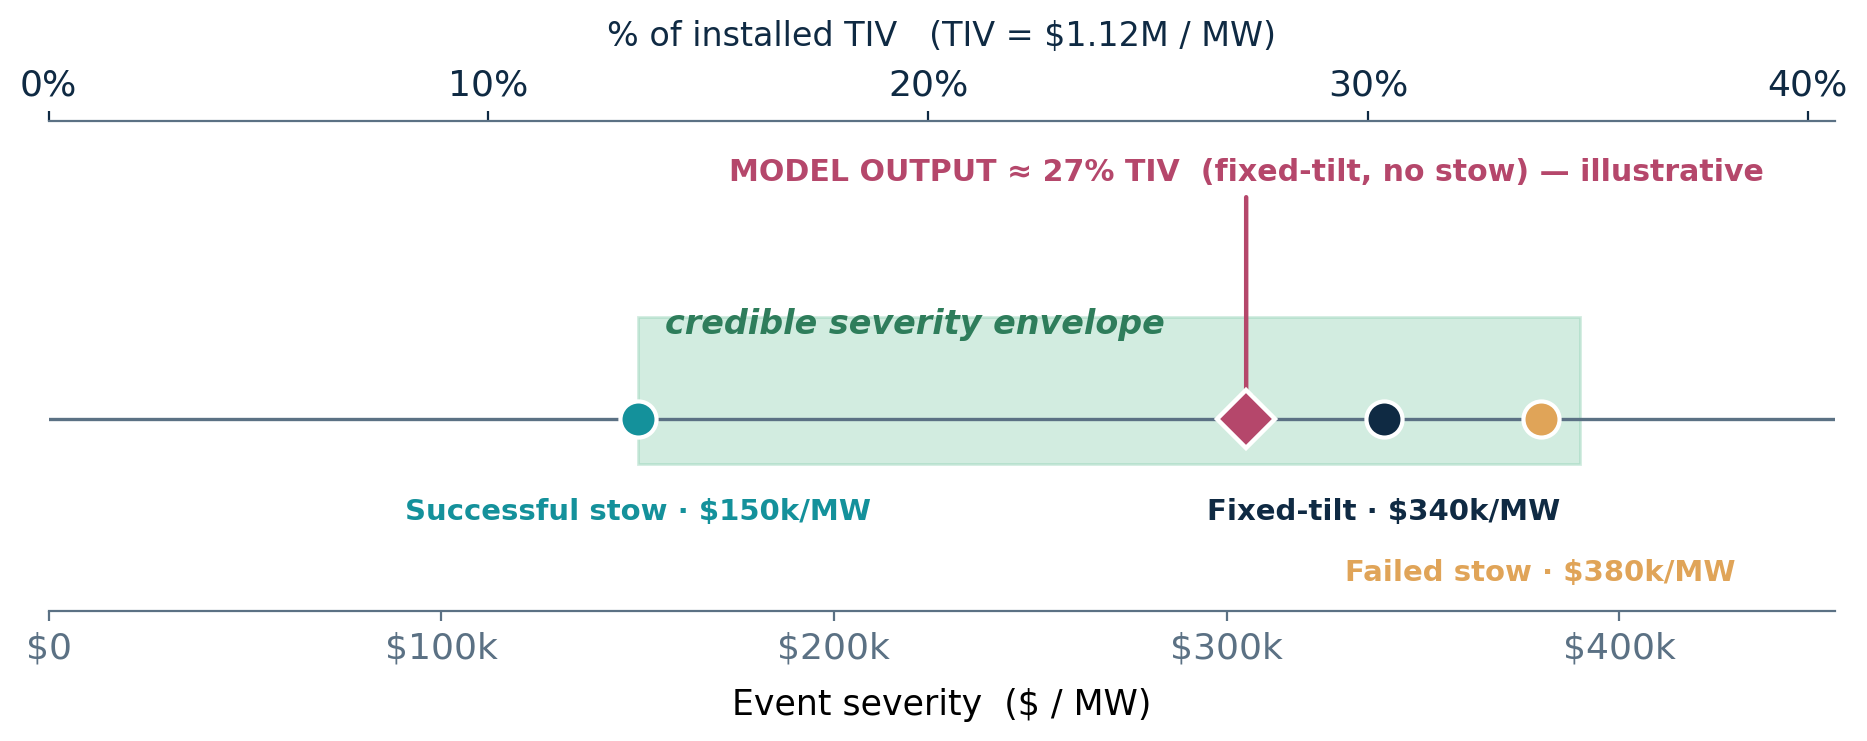 % of installed TIV (TIV = $1.12M / MW)
0% 10% 20% 30% 40%
MODEL OUTPUT ≈ 27% TIV (fixed-tilt, no stow) — illustrative
credible severity envelope
Successful stow · $150k/MW
Fixed-tilt · $340k/MW
Failed stow · $380k/MW
$0 $100k $200k $300k $400k
Event severity ($ / MW)